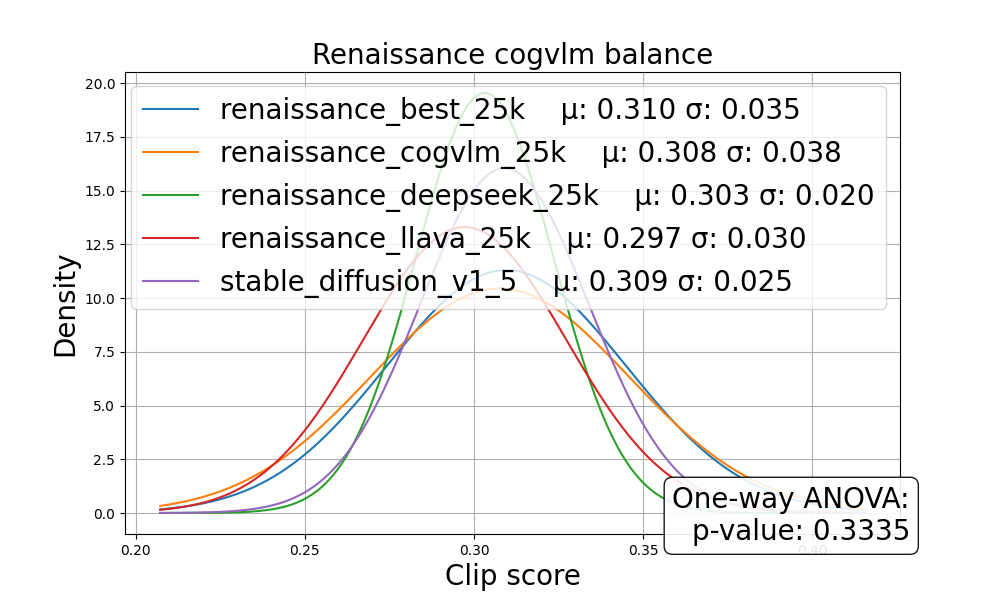 Renaissance cogvlm balance
20.0
17.5
15.0
12.5
10.0
7.5
5.0
2.5
0.0
Density
renaissance_best_25k μ: 0.310 σ: 0.035
renaissance_cogvlm_25k μ: 0.308 σ: 0.038
renaissance_deepseek_25k μ: 0.303 σ: 0.020
renaissance_llava_25k μ: 0.297 σ: 0.030
stable_diffusion_v1_5 μ: 0.309 σ: 0.025
One-way ANOVA:
p-value: 0.3335
0.20 0.25 0.30 0.35 0.40
Clip score